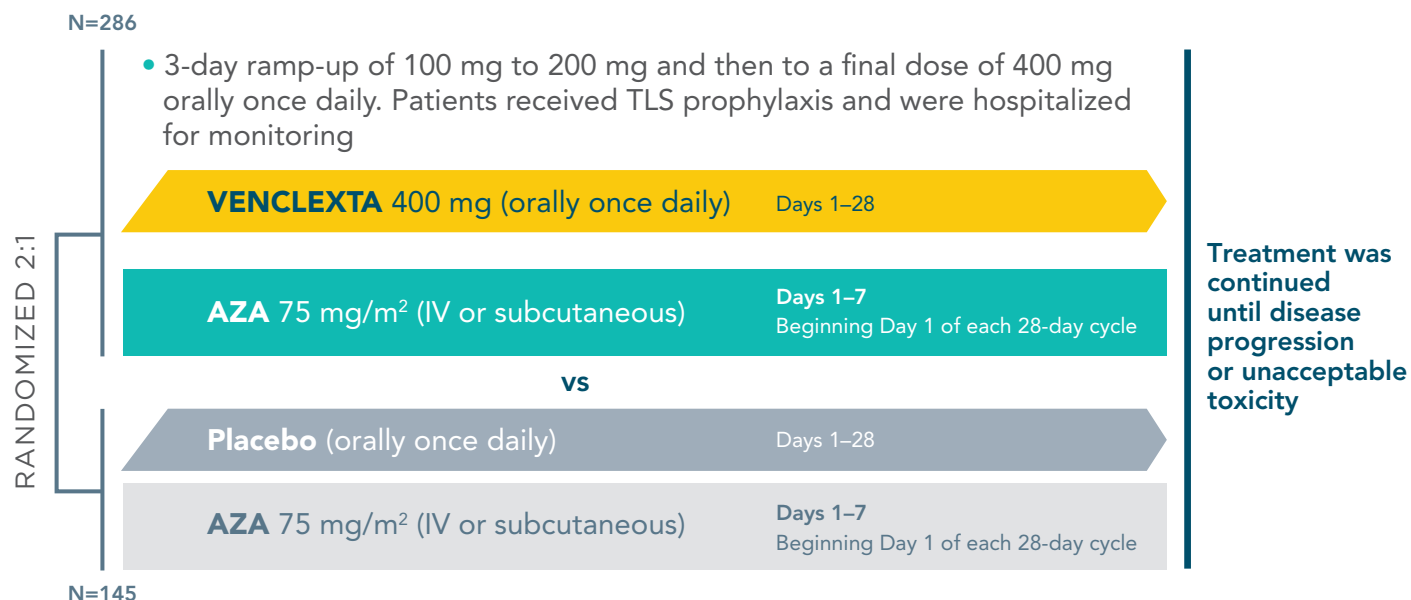 N=286
• 3-day ramp-up of 100 mg to 200 mg and then to a final dose of 400 mg
orally once daily. Patients received TLS prophylaxis and were hospitalized
for monitoring
VENCLEXTA 400 mg (orally once daily) Days 1–28
AZA 75 mg/m² (IV or subcutaneous) Days 1–7
Beginning Day 1 of each 28-day cycle
vs
Placebo (orally once daily) Days 1–28
AZA 75 mg/m² (IV or subcutaneous) Days 1–7
Beginning Day 1 of each 28-day cycle
N=145
RANDOMIZED 2:1
Treatment was
continued
until disease
progression
or unacceptable
toxicity